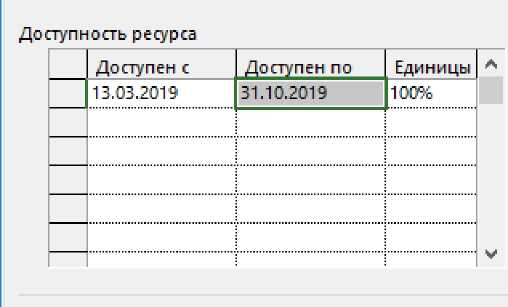 Доступность ресурса
Доступен с Доступен по Единицы
13.03.2019 31.10.2019 100%